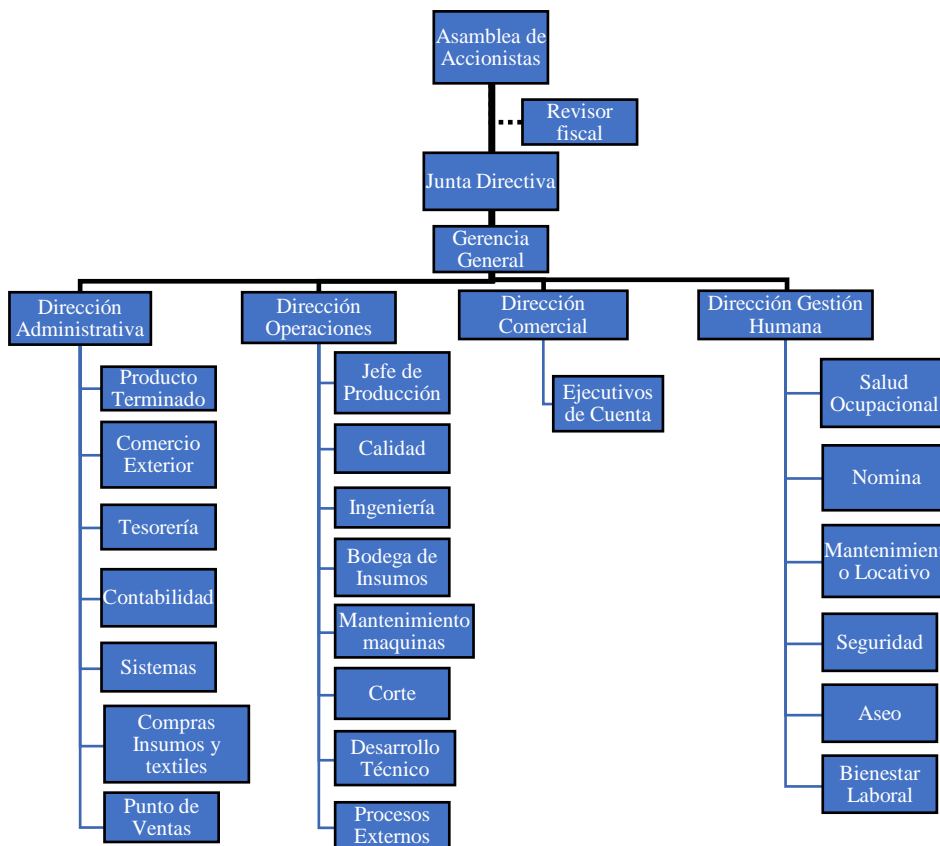 Asamblea de
Accionistas
Revisor
fiscal
Junta Directiva
Gerencia
General
Dirección
Administrativa
Producto
Terminado
Comercio
Exterior
Tesorería
Contabilidad
Sistemas
Compras
Insumos y
textiles
Punto de
Ventas
Dirección
Operaciones
Jefe de
Producción
Calidad
Ingeniería
Bodega de
Insumos
Mantenimiento
maquinas
Corte
Desarrollo
Técnico
Procesos
Externos
Dirección
Comercial
Ejecutivos
de Cuenta
Dirección Gestión
Humana
Salud
Ocupacional
Nomina
Mantenimient
o Locativo
Seguridad
Aseo
Bienestar
Laboral